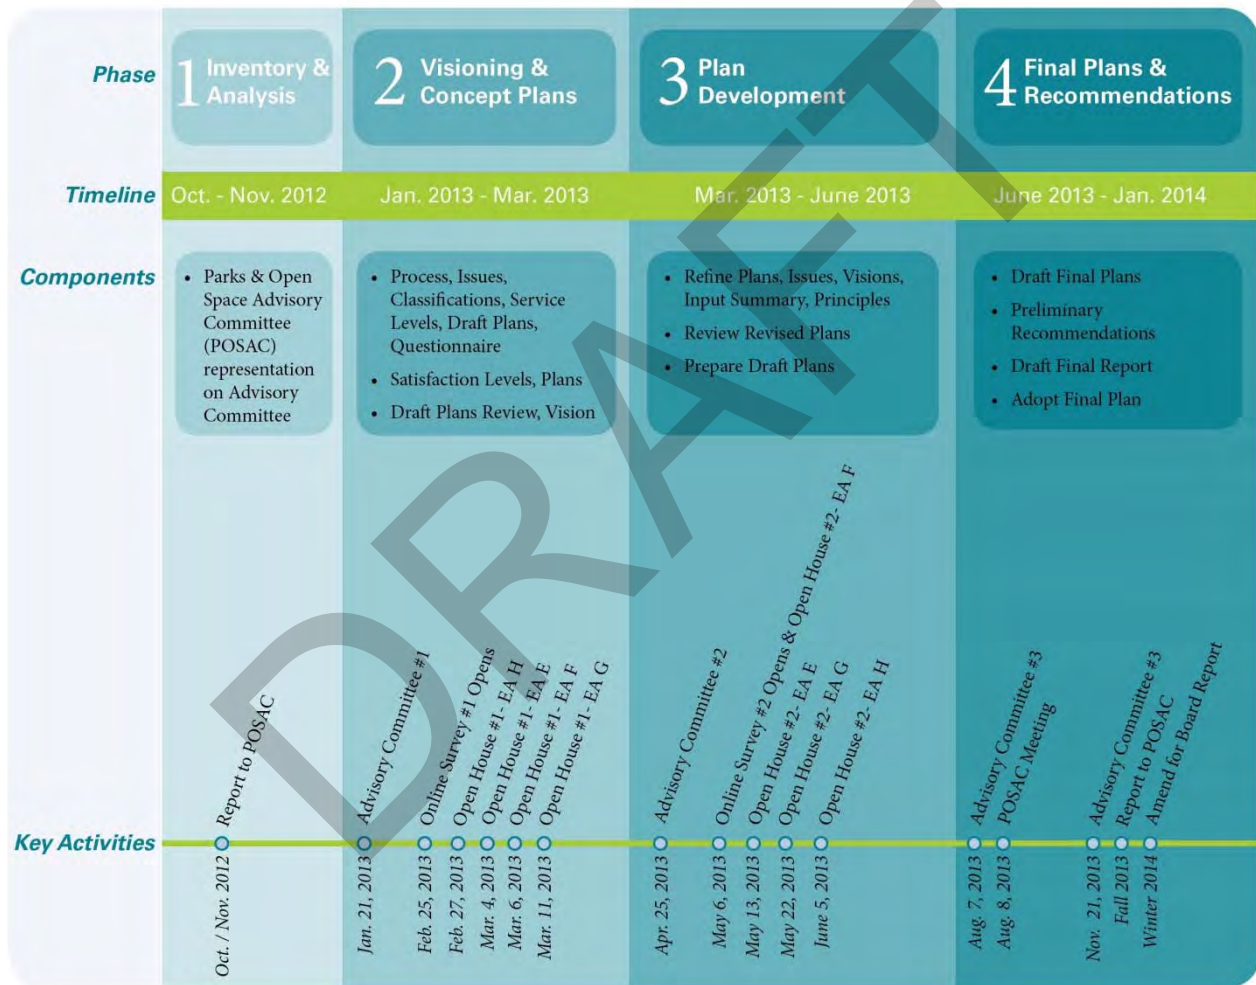 Phase
1 Inventory &
Analysis
2 Visioning &
Concept Plans
3 Plan
Development
4 Final Plans &
Recommendations
Timeline
Oct. - Nov. 2012
Jan. 2013 - Mar. 2013
Mar. 2013 - June 2013
June 2013 - Jan. 2014
Components
• Parks & Open
Space Advisory
Committee
(POSAC)
representation
on Advisory
Committee
• Process, Issues,
Classifications, Service
Levels, Draft Plans,
Questionnaire
• Satisfaction Levels, Plans
• Draft Plans Review, Vision
• Refine Plans, Issues, Visions,
Input Summary, Principles
• Review Revised Plans
• Prepare Draft Plans
• Draft Final Plans
• Preliminary
Recommendations
• Draft Final Report
• Adopt Final Plan
Key Activities
Report to POSAC
Oct. / Nov. 2012
Advisory Committee #1
Jan. 21, 2013
Online Survey #1 Opens
Feb. 25, 2013
Open House #1- EA H
Feb. 27, 2013
Open House #1- EA E
Mar. 4, 2013
Open House #1- EA F
Mar. 6, 2013
Open House #1- EA G
Mar. 11, 2013
Advisory Committee #2
Apr. 25, 2013
Online Survey #2 Opens & Open House #2- EA F
May 6, 2013
Open House #2- EA E
May 13, 2013
Open House #2- EA G
May 22, 2013
Open House #2- EA H
June 5, 2013
Advisory Committee #3
Aug. 7, 2013
POSAC Meeting
Aug. 8, 2013
Advisory Committee #3
Nov. 21, 2013
Report to POSAC
Fall 2013
Amend for Board Report
Winter 2014
DRAFT